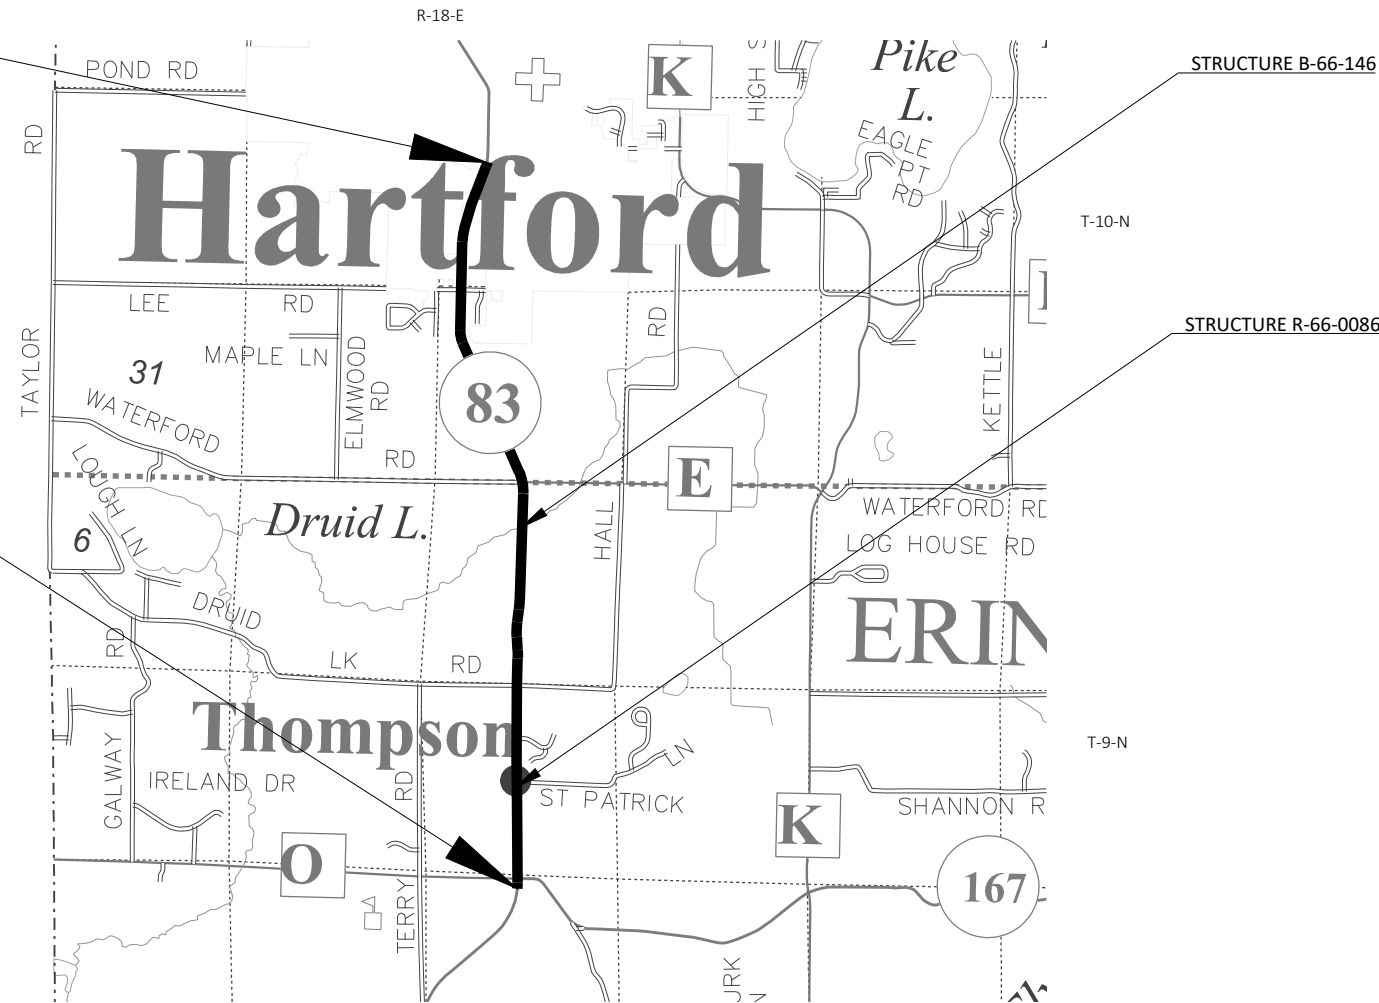 R-18-E
STRUCTURE B-66-146
POND RD
K
HIGH S
Pike
L.
EAGLE
PT
RD
RD
Hartford
T-10-N
LEE RD
RD
TAYLOR
MAPLE LN
ELMWOOD
RD
31
83
KETTLE
STRUCTURE R-66-0086
WATERFORD
RD
LOUGH LN
E
Druid L.
6
HALL
WATERFORD RD
LOG HOUSE RD
DRUID
LK RD
RD
ERIN
Thompson
T-9-N
GALWAY
IRELAND DR
RD
LN
ST PATRICK
K
SHANNON R
O
TERRY
167
URK
N